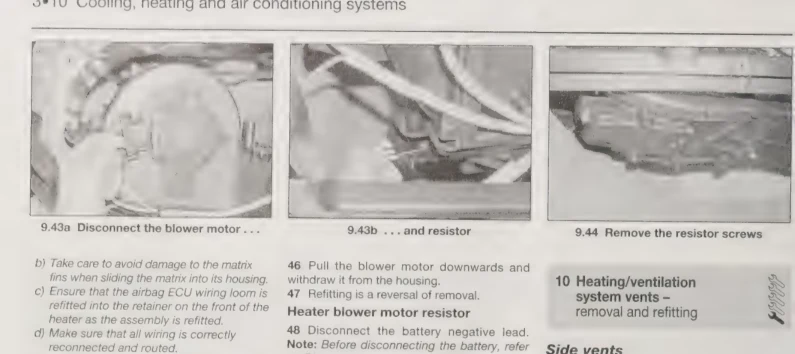 3•10 Cooling, heating and air conditioning systems
9.43a Disconnect the blower motor . . .
9.43b . . . and resistor
9.44 Remove the resistor screws
b) Take care to avoid damage to the matrix
fins when sliding the matrix into its housing.
c) Ensure that the airbag ECU wiring loom is
refitted into the retainer on the front of the
heater as the assembly is refitted.
d) Make sure that all wiring is correctly
reconnected and routed.
46 Pull the blower motor downwards and
withdraw it from the housing.
47 Refitting is a reversal of removal.
Heater blower motor resistor
48 Disconnect the battery negative lead.
Note: Before disconnecting the battery, refer
10 Heating/ventilation
system vents –
removal and refitting
Side vents